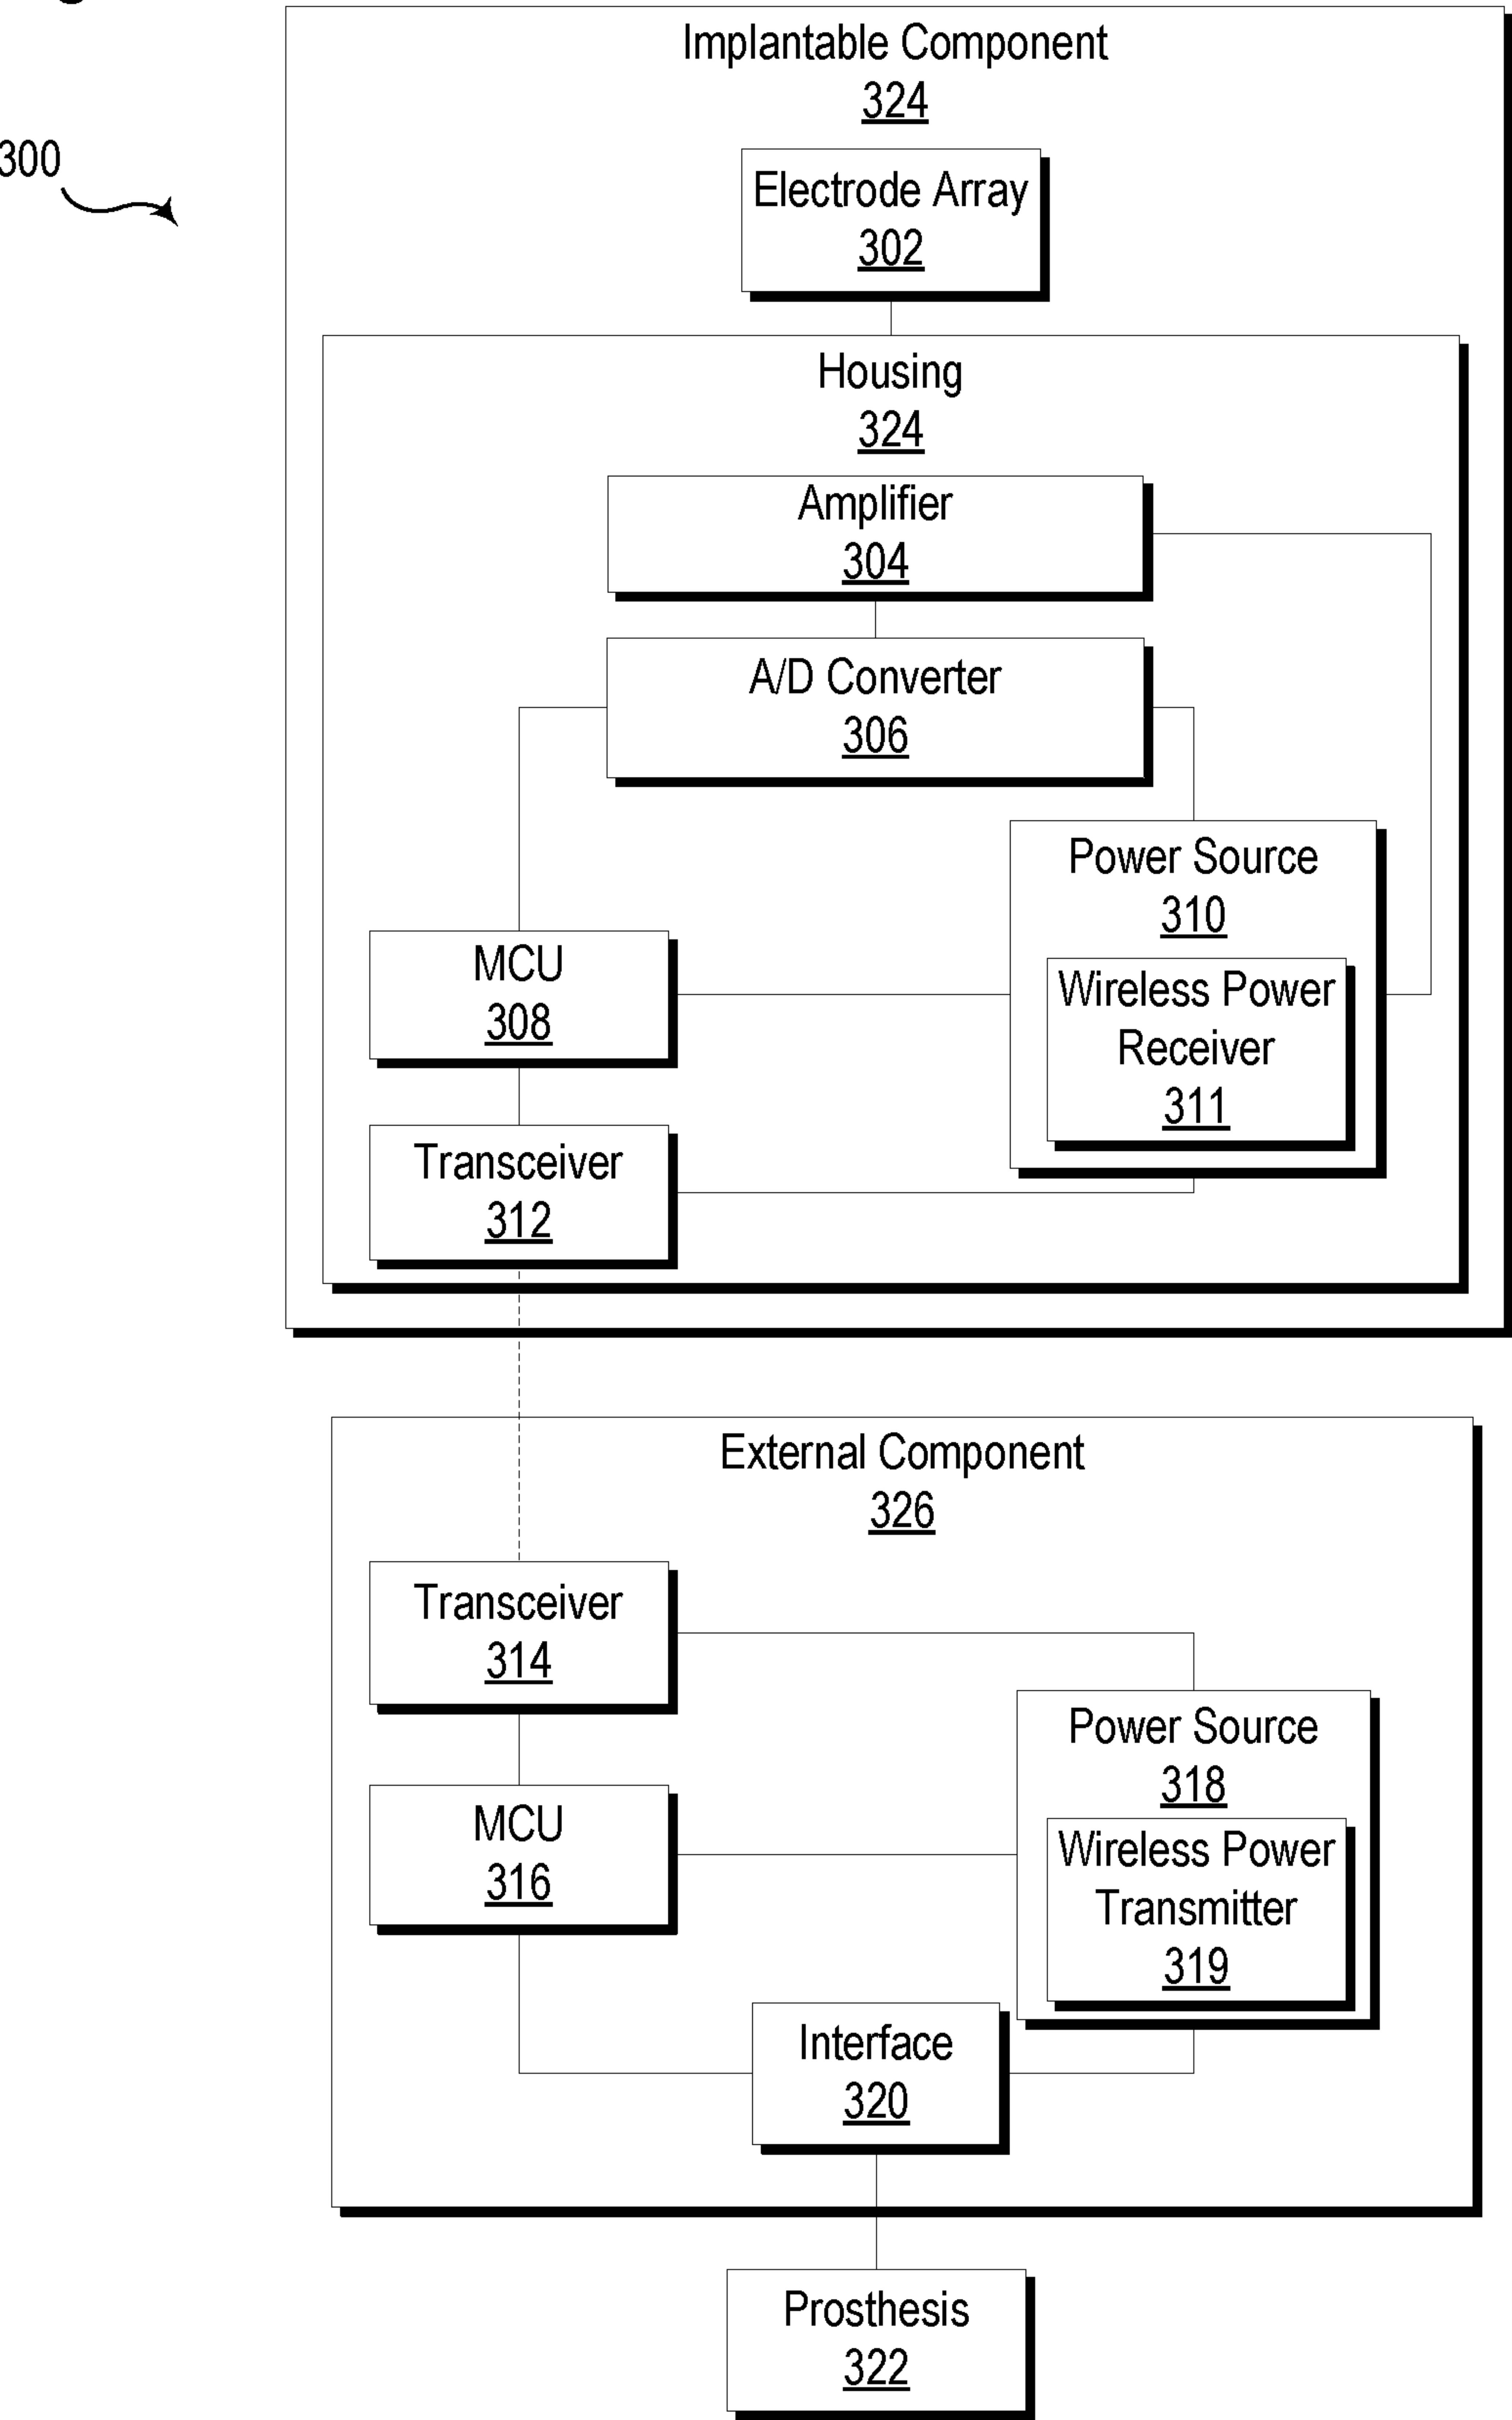 300
Implantable Component
324
Electrode Array
302
Housing
324
Amplifier
304
A/D Converter
306
Power Source
310
MCU
308
Wireless Power
Receiver
311
Transceiver
312
External Component
326
Transceiver
314
Power Source
318
MCU
316
Wireless Power
Transmitter
319
Interface
320
Prosthesis
322